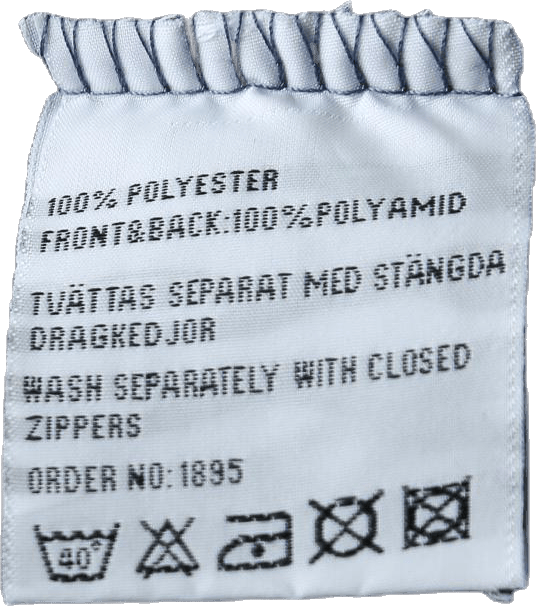 100% POLYESTER
FRONT&BACK:100%POLYAMID
TVÄTTAS SEPARAT MED STÄNGDA
DRAGKEDJOR
WASH SEPARATELY WITH CLOSED
ZIPPERS
ORDER NO:1895
40°